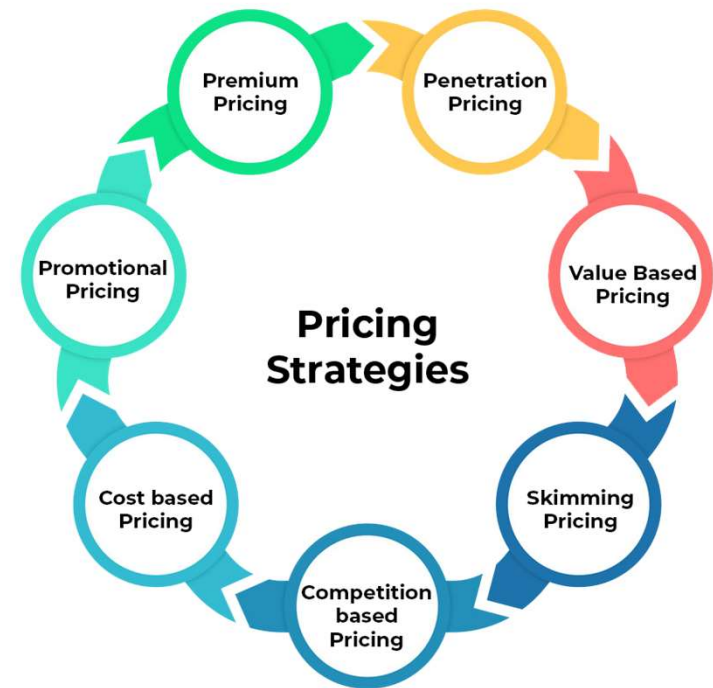 Premium
Pricing
Penetration
Pricing
Value Based
Pricing
Skimming
Pricing
Competition
based
Pricing
Cost based
Pricing
Promotional
Pricing
Pricing
Strategies